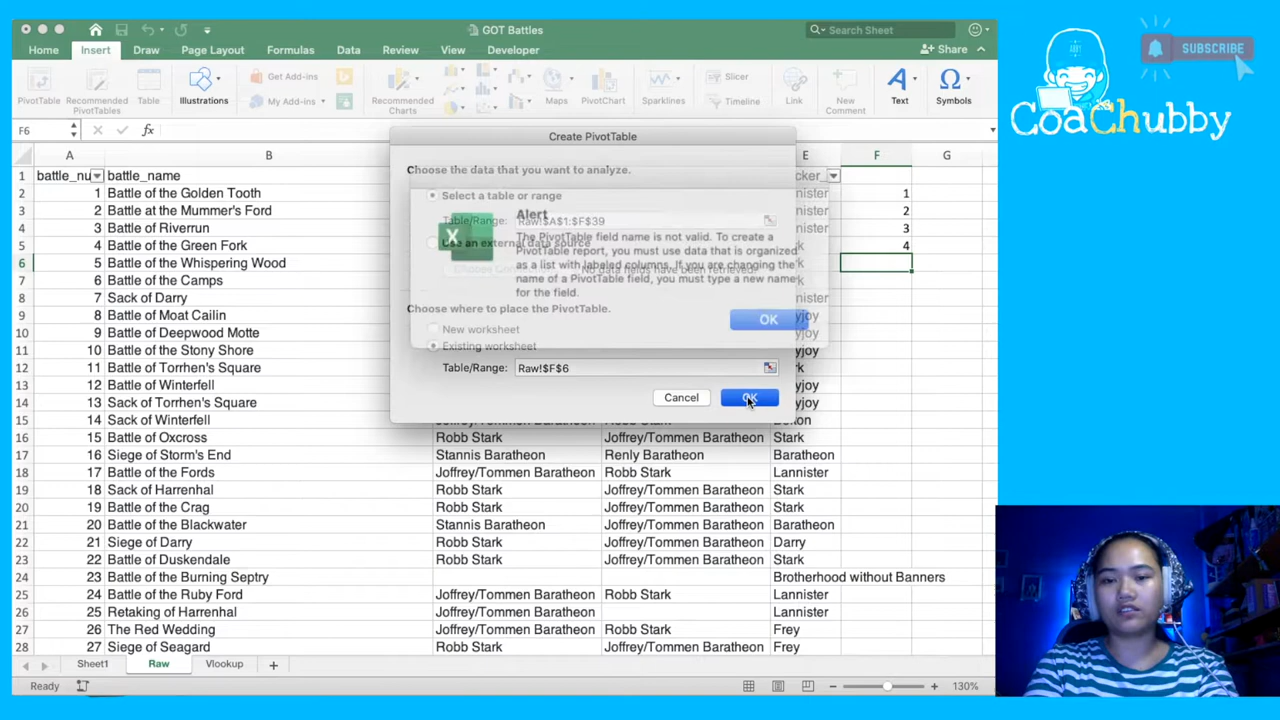 GOT Battles
Search Sheet
Home Insert Draw Page Layout Formulas Data Review View Developer
Share
PivotTable
Recommended PivotTables
Table
Illustrations
Get Add-ins
My Add-ins
Recommended Charts
Maps
PivotChart
Sparklines
Slicer
Timeline
Link
New Comment
Text
Symbols
SUBSCRIBE
CoaChubby
F6
fx
A B E F G
1 battle_nu battle_name
2 1 Battle of the Golden Tooth 1
3 2 Battle at the Mummer's Ford 2
4 3 Battle of Riverrun 3
5 4 Battle of the Green Fork 4
6 5 Battle of the Whispering Wood
7 6 Battle of the Camps
8 7 Sack of Darry
9 8 Battle of Moat Cailin
10 9 Battle of Deepwood Motte
11 10 Battle of the Stony Shore
12 11 Battle of Torrhen's Square
13 12 Battle of Winterfell
14 13 Sack of Torrhen's Square
15 14 Sack of Winterfell
16 15 Battle of Oxcross Robb Stark Joffrey/Tommen Baratheon Stark
17 16 Siege of Storm's End Stannis Baratheon Renly Baratheon Baratheon
18 17 Battle of the Fords Joffrey/Tommen Baratheon Robb Stark Lannister
19 18 Sack of Harrenhal Robb Stark Joffrey/Tommen Baratheon Stark
20 19 Battle of the Crag Robb Stark Joffrey/Tommen Baratheon Stark
21 20 Battle of the Blackwater Stannis Baratheon Joffrey/Tommen Baratheon Baratheon
22 21 Siege of Darry Robb Stark Joffrey/Tommen Baratheon Darry
23 22 Battle of Duskendale Robb Stark Joffrey/Tommen Baratheon Stark
24 23 Battle of the Burning Septry Brotherhood without Banners
25 24 Battle of the Ruby Ford Joffrey/Tommen Baratheon Robb Stark Lannister
26 25 Retaking of Harrenhal Joffrey/Tommen Baratheon Lannister
27 26 The Red Wedding Joffrey/Tommen Baratheon Robb Stark Frey
28 27 Siege of Seagard Robb Stark Joffrey/Tommen Baratheon Frey
Create PivotTable
Choose the data that you want to analyze.
Select a table or range
Table/Range: Raw!$A$1:$F$39
Use an external data source
No data fields have been retrieved.
Alert
The PivotTable field name is not valid. To create a
PivotTable report, you must use data that is organized
as a list with labeled columns. If you are changing the
name of a PivotTable field, you must type a new name
for the field.
OK
Choose where to place the PivotTable.
New worksheet
Existing worksheet
Table/Range: Raw!$F$6
Cancel OK
Sheet1 Raw Vlookup
Ready
130%